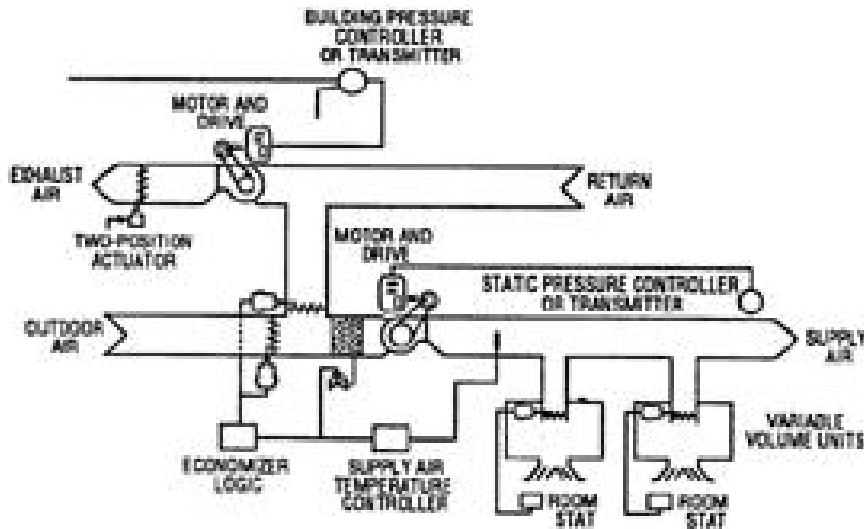 BUILDING PRESSURE
CONTROLLER
OR TRANSMITTER
MOTOR AND
DRIVE
EXHAUST
AIR
RETURN
AIR
TWO-POSITION
ACTUATOR
MOTOR AND
DRIVE
STATIC PRESSURE CONTROLLER
OR TRANSMITTER
OUTDOOR
AIR
SUPPLY
AIR
VARIABLE
VOLUME UNITS
ECONOMIZER
LOGIC
SUPPLY AIR
TEMPERATURE
CONTROLLER
ROOM
STAT
ROOM
STAT